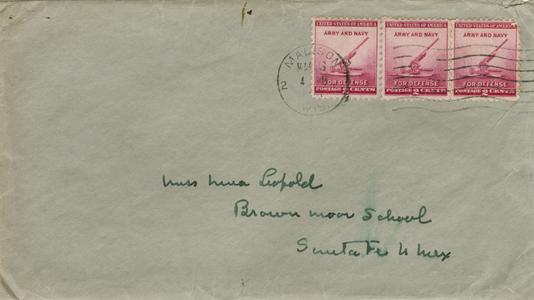 UNITED STATES OF AMERICA UNITED STATES OF AMERICA UNITED STATES OF AMERICA
ARMY AND NAVY ARMY AND NAVY ARMY AND NAVY
FOR DEFENSE FOR DEFENSE FOR DEFENSE
POSTAGE 2 CENTS POSTAGE 2 CENTS POSTAGE 2 CENTS
MADISON
2
WIS.
Miss Nina Leopold
Brownmoor School
Santa Fe N Mex